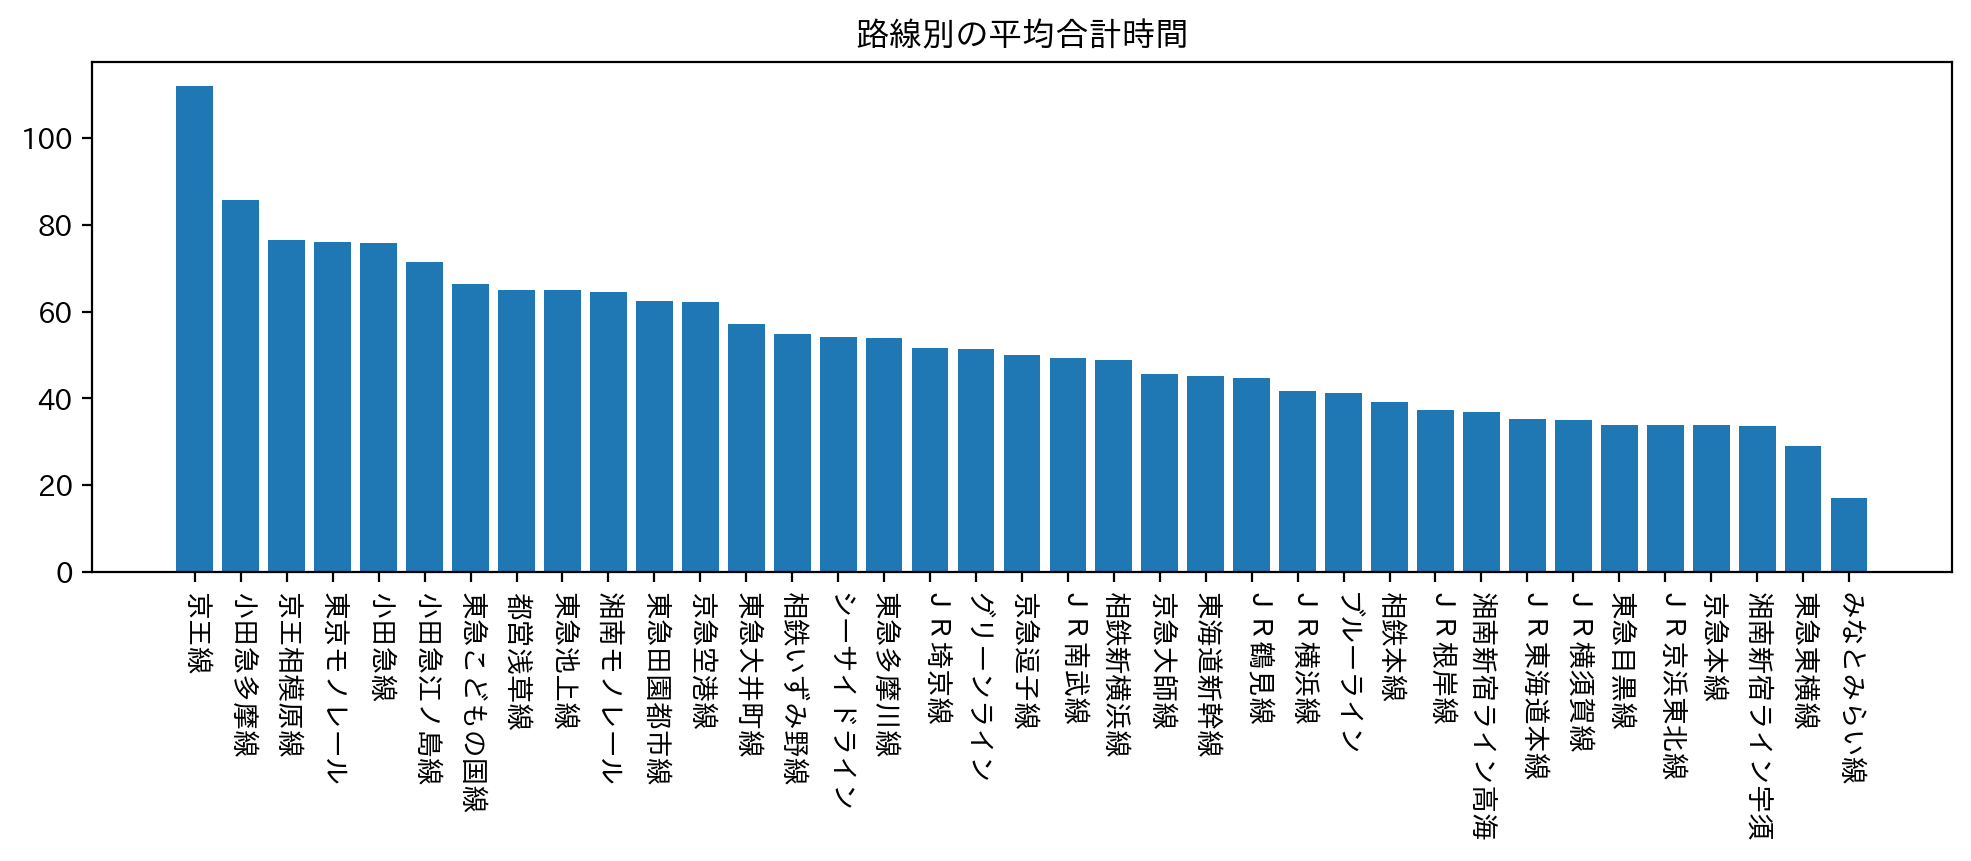 路線別の平均合計時間
100
80
60
40
20
0
京王線
小田急多摩線
京王相模原線
東京モノレール
小田急線
小田急江ノ島線
東急こどもの国線
都営浅草線
東急池上線
湘南モノレール
東急田園都市線
京急空港線
東急大井町線
相鉄いずみ野線
シーサイドライン
東急多摩川線
ＪＲ埼京線
グリーンライン
京急逗子線
ＪＲ南武線
相鉄新横浜線
京急大師線
東海道新幹線
ＪＲ鶴見線
ＪＲ横浜線
ブルーライン
相鉄本線
ＪＲ根岸線
湘南新宿ライン高海
ＪＲ東海道本線
ＪＲ横須賀線
東急目黒線
ＪＲ京浜東北線
京急本線
湘南新宿ライン宇須
東急東横線
みなとみらい線